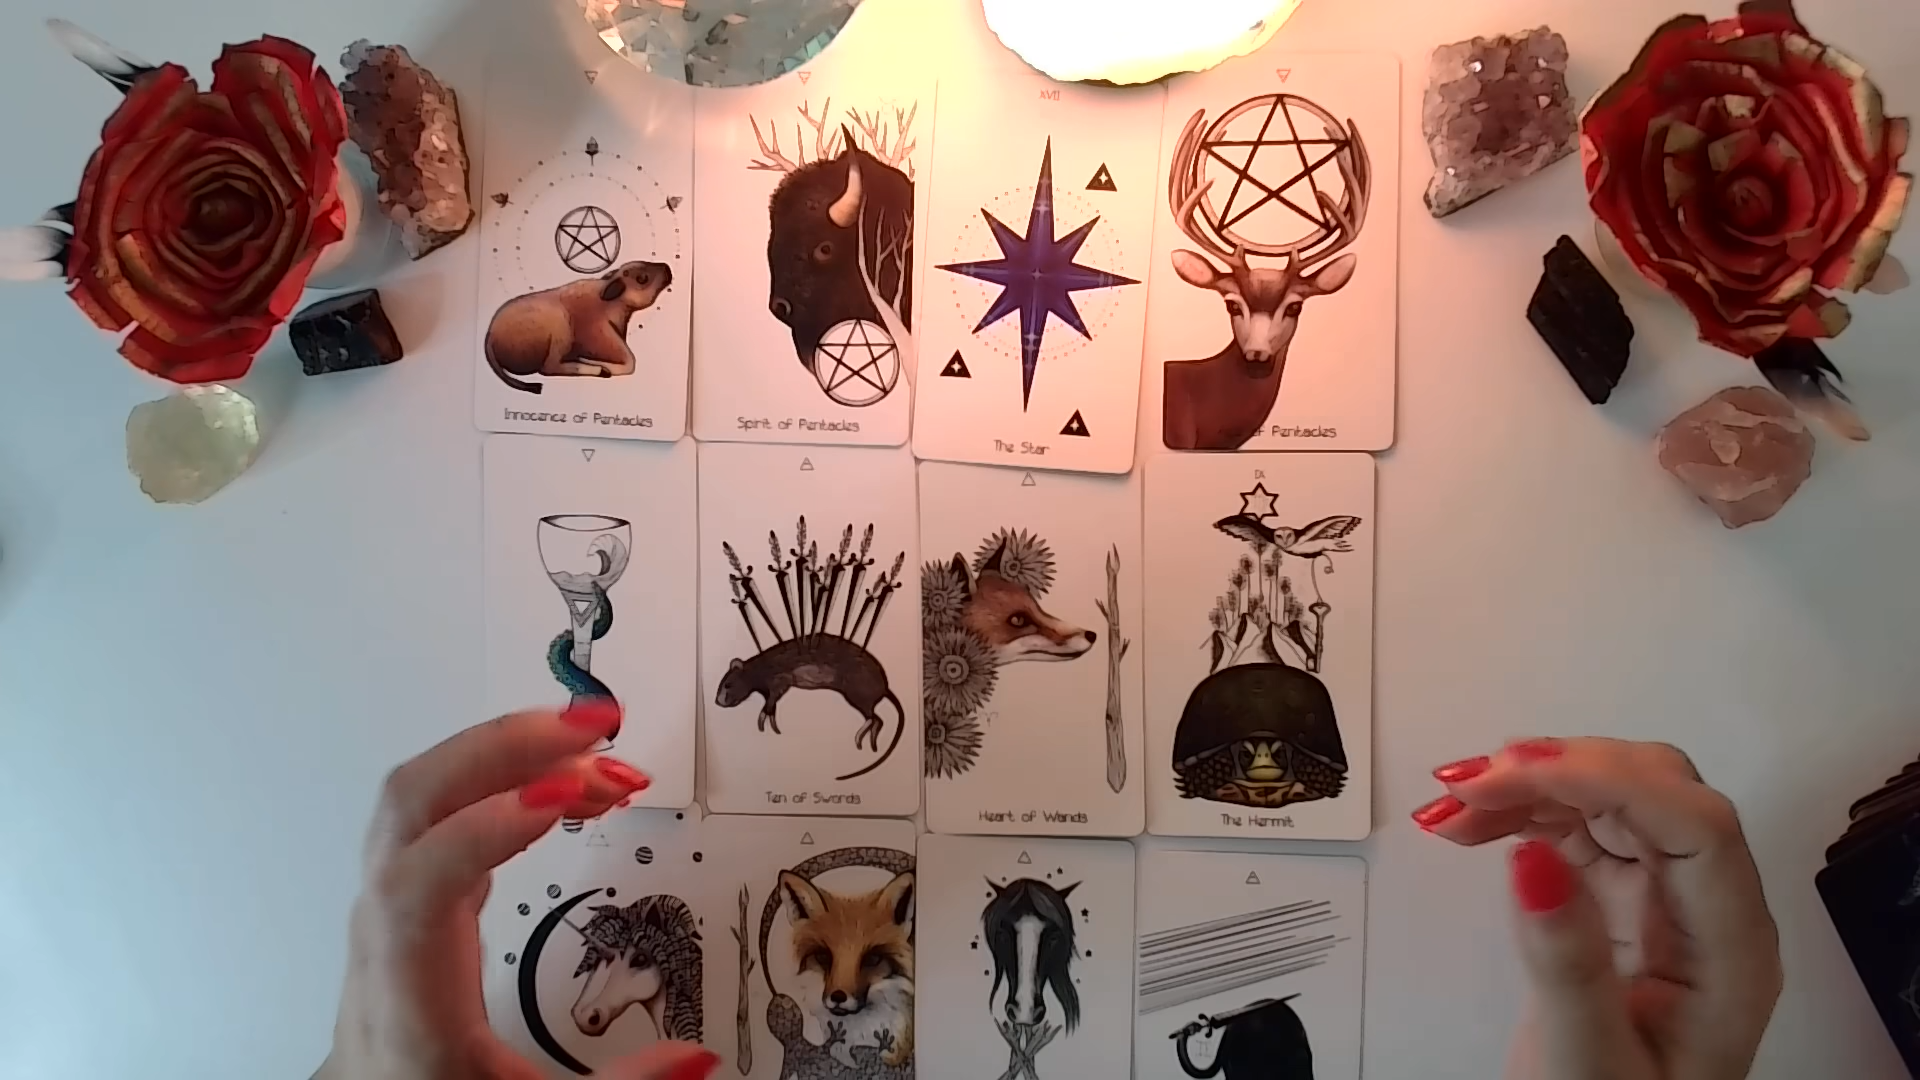 XVII
Innocence of Pentacles
Spirit of Pentacles
The Star
of Pentacles
IX
Ten of Swords
Heart of Wands
The Hermit